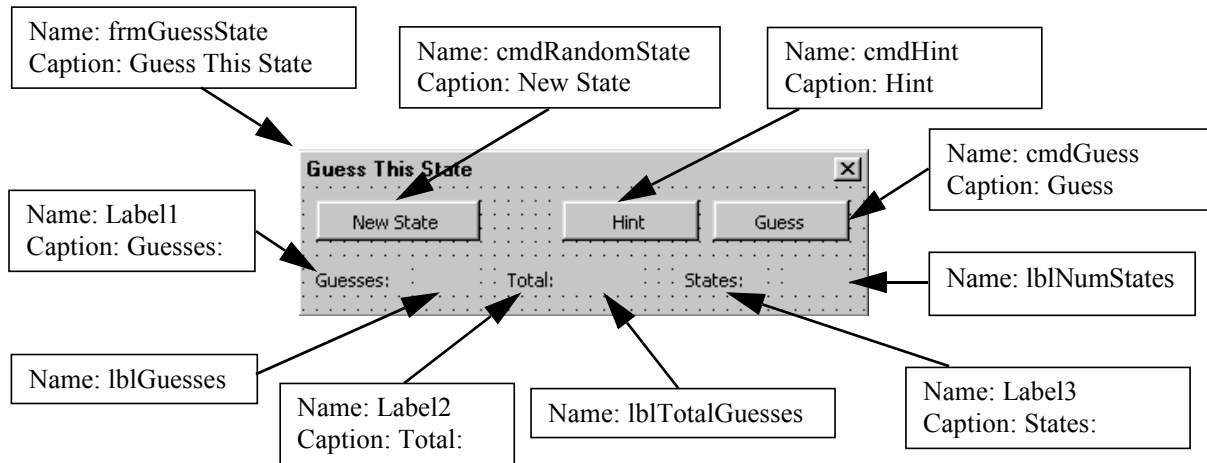 Name: frmGuessState
Caption: Guess This State
Name: cmdRandomState
Caption: New State
Name: cmdHint
Caption: Hint
Name: cmdGuess
Caption: Guess
Name: Label1
Caption: Guesses:
Guess This State
New State
Hint
Guess
Guesses:
Total:
States:
Name: lblNumStates
Name: lblGuesses
Name: Label2
Caption: Total:
Name: lblTotalGuesses
Name: Label3
Caption: States: